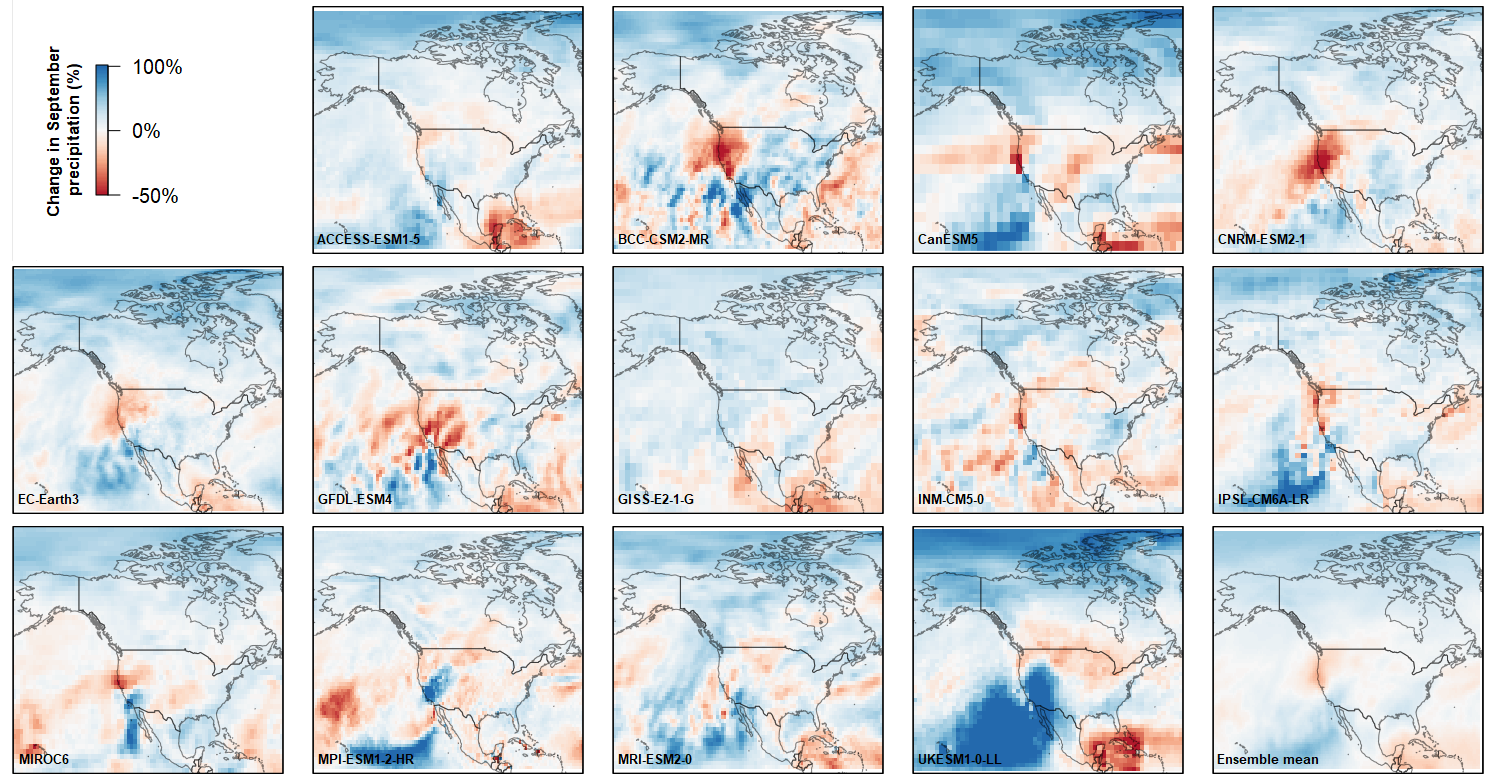 Change in September
precipitation (%)
100%
0%
-50%
ACCESS-ESM1-5
BCC-CSM2-MR
CanESM5
CNRM-ESM2-1
EC-Earth3
GFDL-ESM4
GISS-E2-1-G
INM-CM5-0
IPSL-CM6A-LR
MIROC6
MPI-ESM1-2-HR
MRI-ESM2-0
UKESM1-0-LL
Ensemble mean